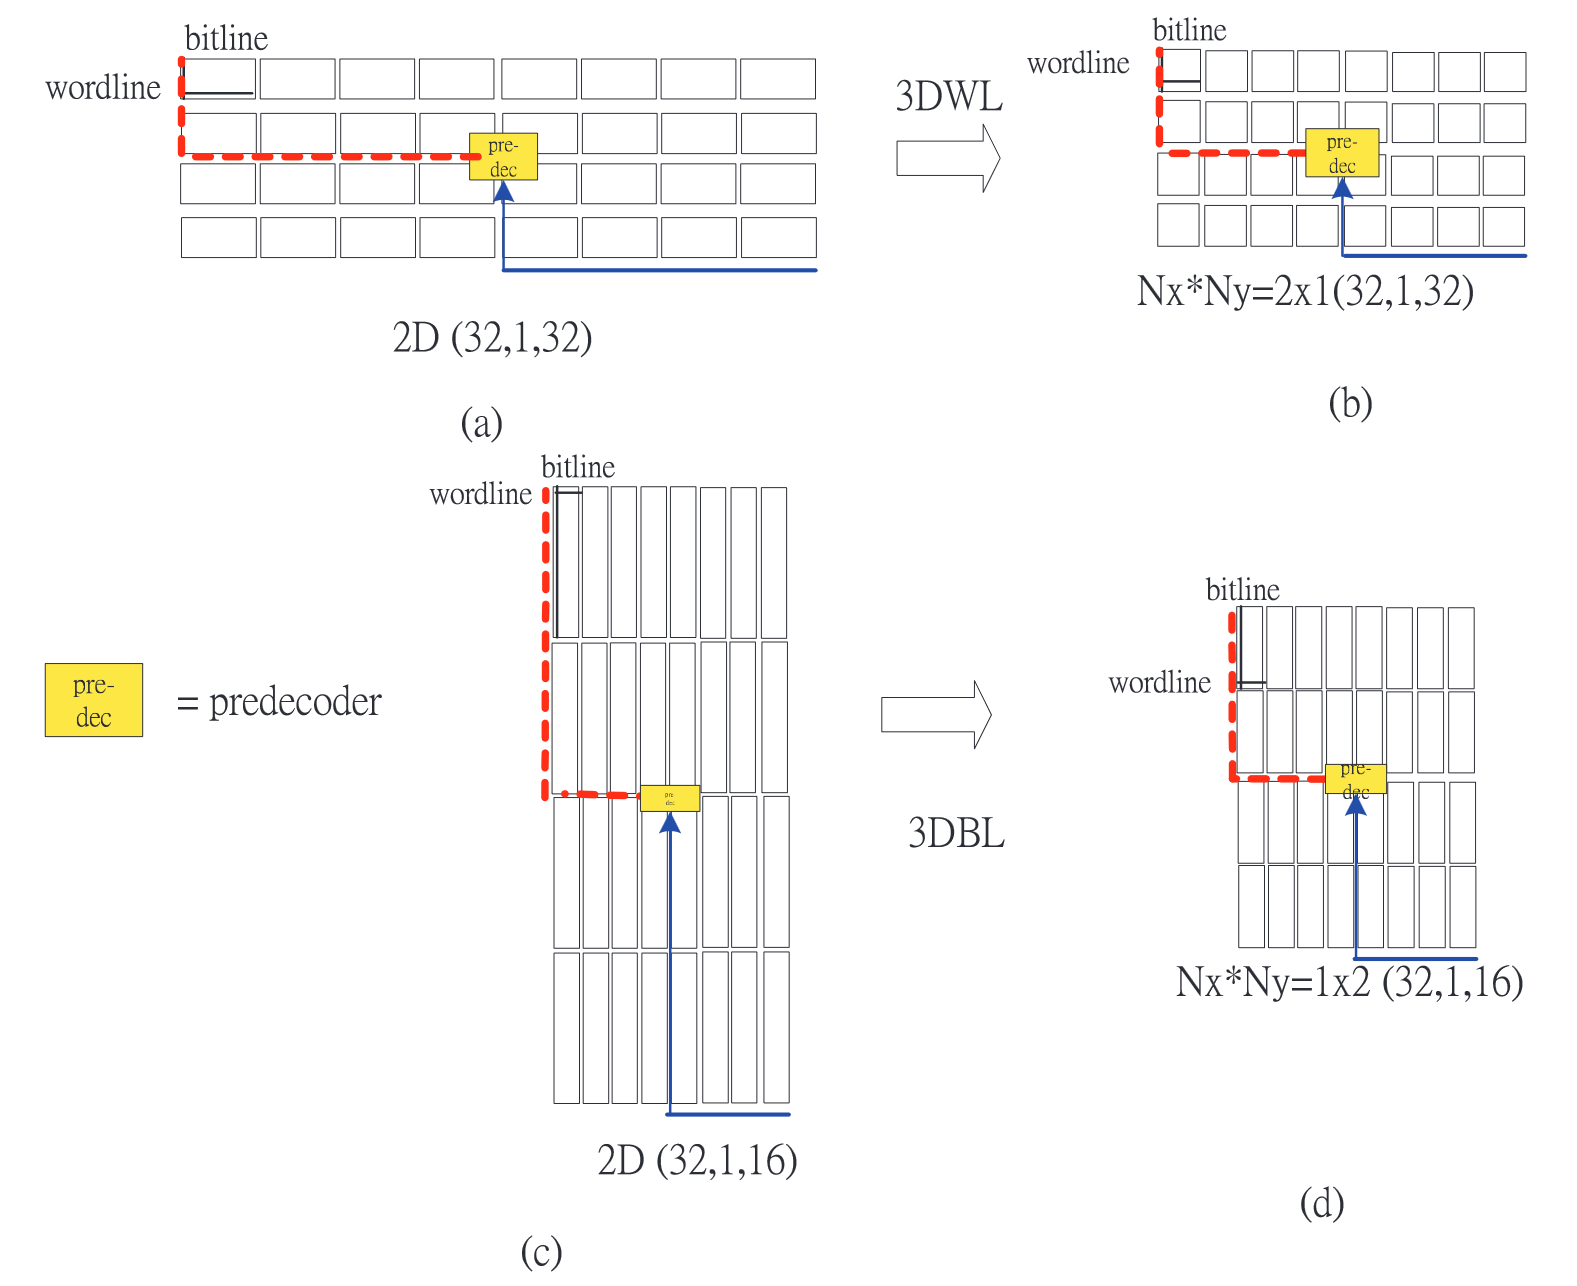 bitline
wordline
pre-
dec
2D (32,1,32)
(a)
3DWL
bitline
wordline
pre-
dec
Nx*Ny=2x1(32,1,32)
(b)
bitline
wordline
pre
dec
2D (32,1,16)
(c)
pre-
dec
= predecoder
3DBL
bitline
wordline
pre-
dec
Nx*Ny=1x2 (32,1,16)
(d)